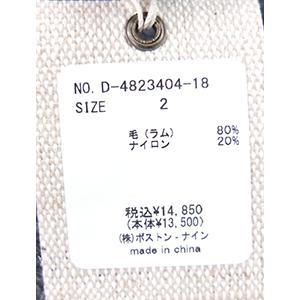 NO. D-4823404-18
SIZE 2
毛(ラム) 80%
ナイロン 20%
税込¥14,850
(本体¥13,500)
(株)ボストン-ナイン
made in china